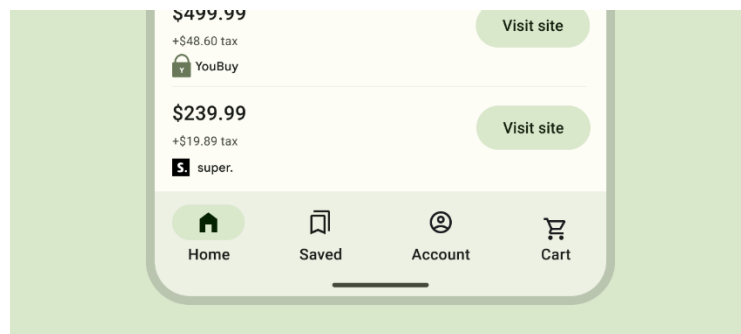 $499.99
+$48.60 tax
Y YouBuy
Visit site
$239.99
+$19.89 tax
S. super.
Visit site
Home
Saved
Account
Cart